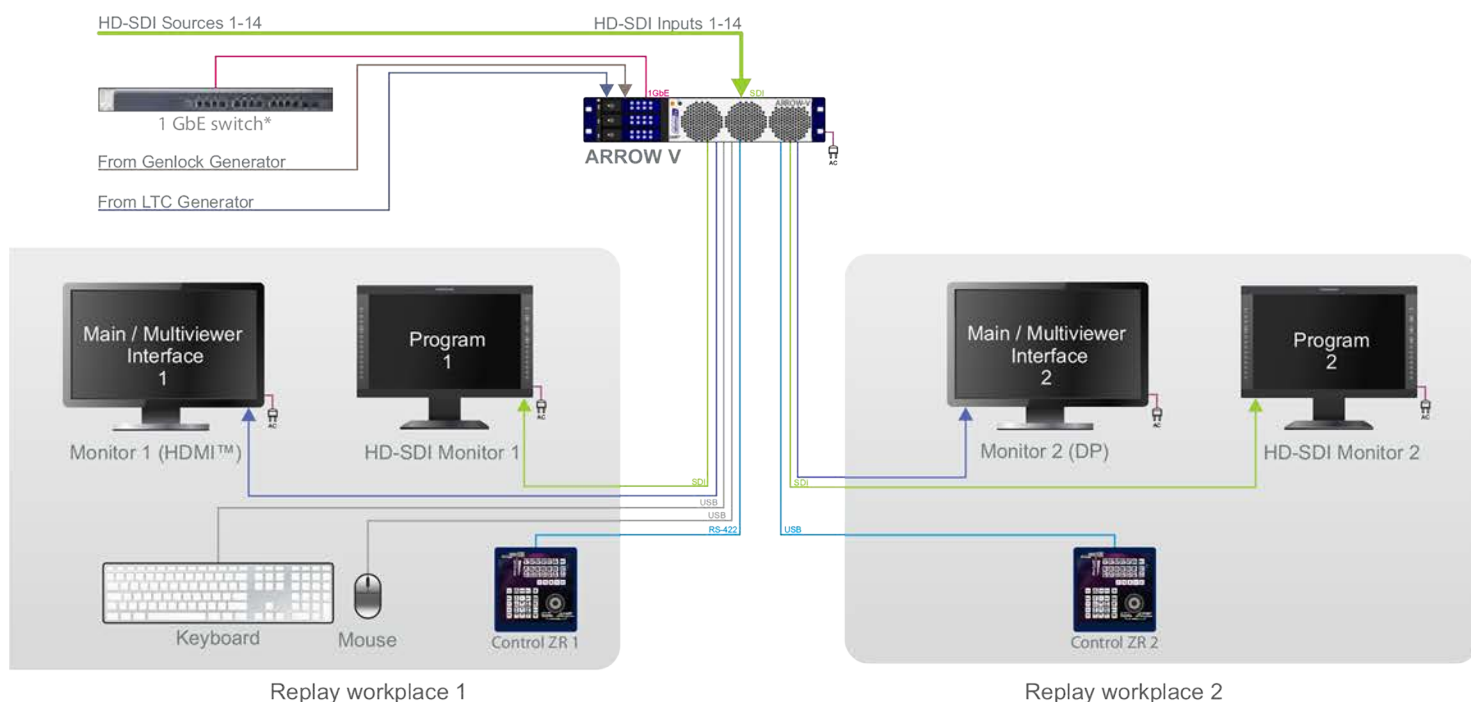 HD-SDI Sources 1-14
HD-SDI Inputs 1-14
1GbE
SDI
ARROW-V
1 GbE switch*
ARROW V
AC
From Genlock Generator
From LTC Generator
Main / Multiviewer
Interface
1
Program
1
Main / Multiviewer
Interface
2
Program
2
AC
AC
AC
AC
Monitor 1 (HDMI™)
HD-SDI Monitor 1
Monitor 2 (DP)
HD-SDI Monitor 2
SDI
SDI
USB
USB
RS-422
USB
Keyboard
Mouse
Control ZR 1
Control ZR 2
Replay workplace 1
Replay workplace 2